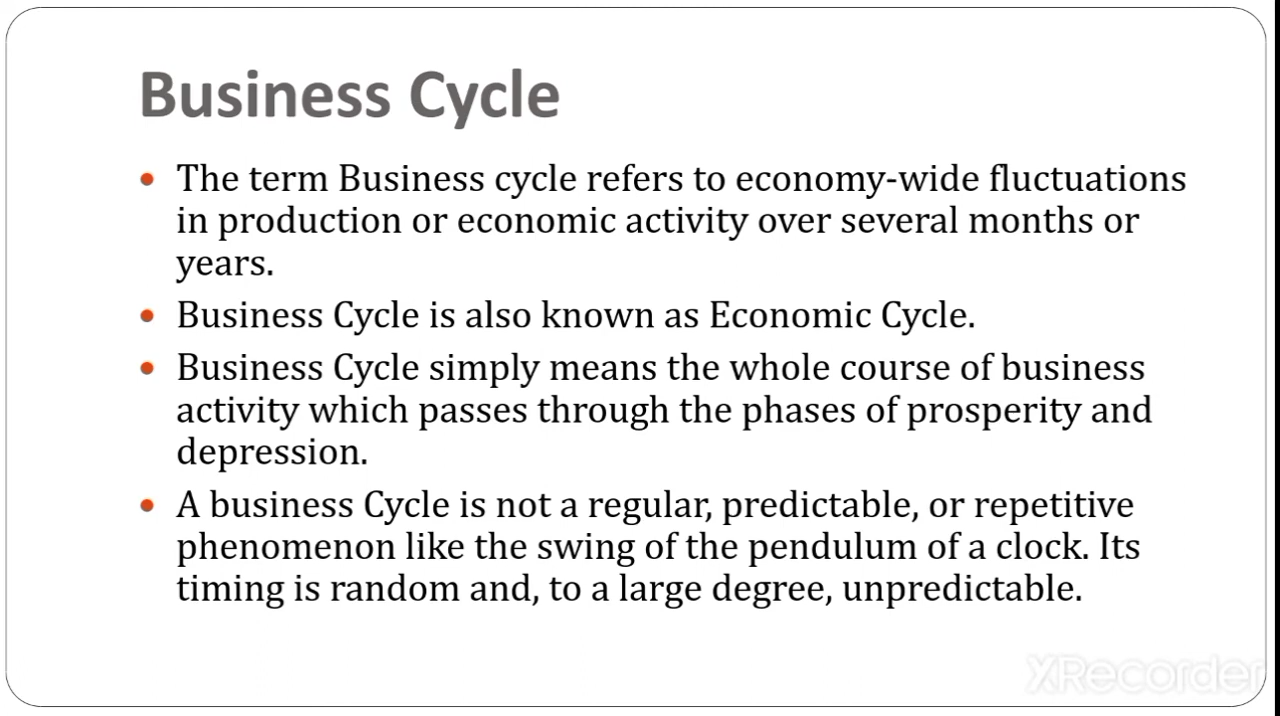 Business Cycle
The term Business cycle refers to economy-wide fluctuations
in production or economic activity over several months or
years.
Business Cycle is also known as Economic Cycle.
Business Cycle simply means the whole course of business
activity which passes through the phases of prosperity and
depression.
A business Cycle is not a regular, predictable, or repetitive
phenomenon like the swing of the pendulum of a clock. Its
timing is random and, to a large degree, unpredictable.
XRecorder